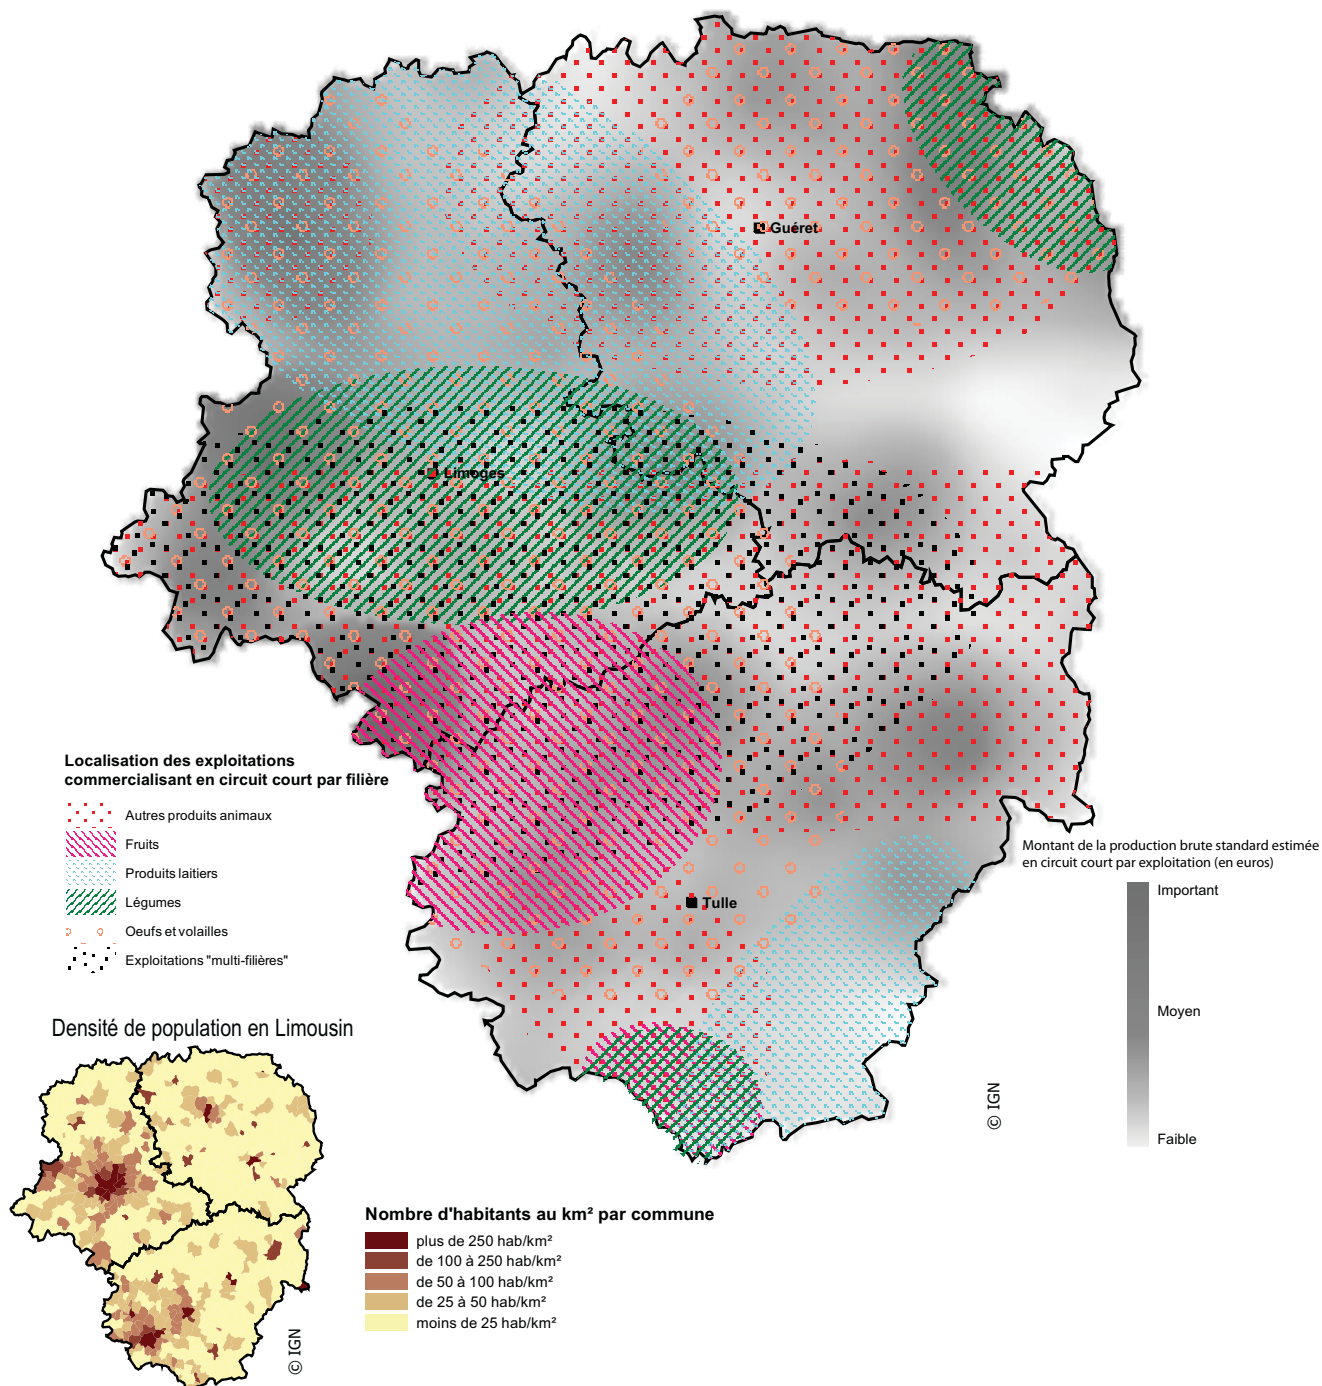 Guéret
Limoges
Localisation des exploitations
commercialisant en circuit court par filière
Autres produits animaux
Fruits
Produits laitiers
Légumes
Oeufs et volailles
Exploitations "multi-filières"
Tulle
Montant de la production brute standard estimée
en circuit court par exploitation (en euros)
Important
Moyen
Faible
© IGN
Densité de population en Limousin
© IGN
Nombre d'habitants au km² par commune
plus de 250 hab/km²
de 100 à 250 hab/km²
de 50 à 100 hab/km²
de 25 à 50 hab/km²
moins de 25 hab/km²